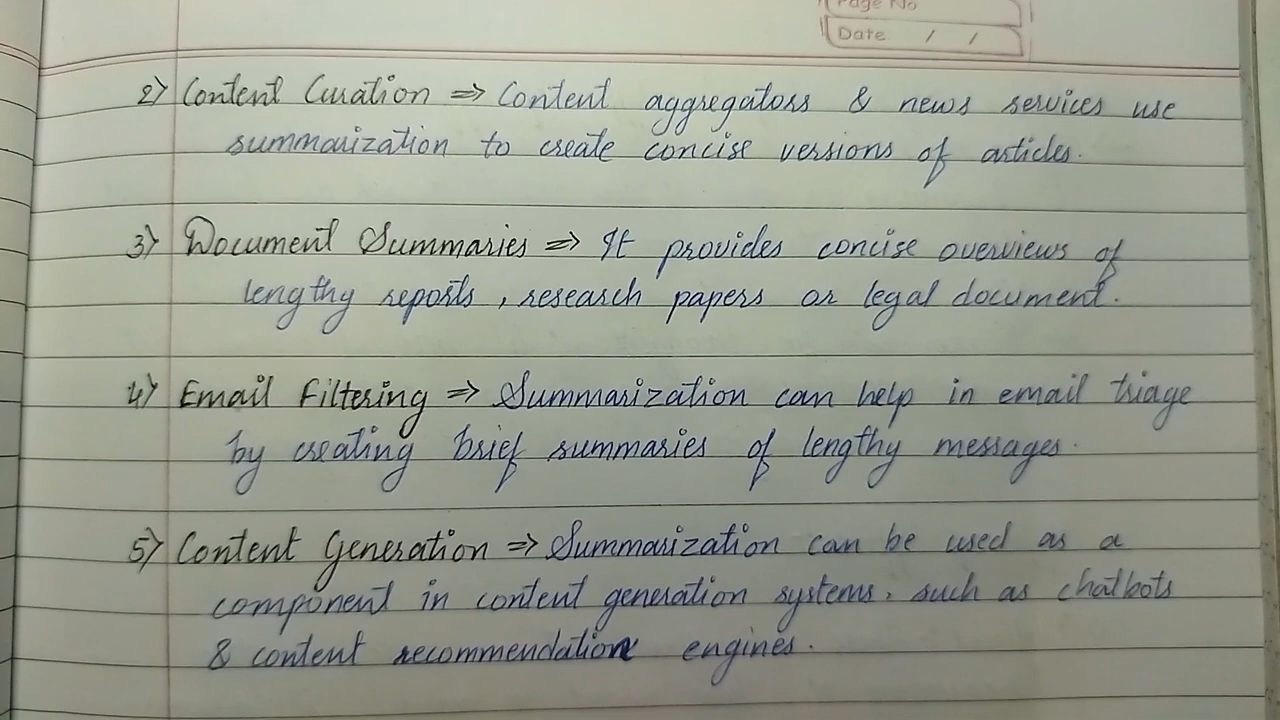 Page No
Date / /
2) Content Curation ⇒ Content aggregators & news services use
summarization to create concise versions of articles.
3) Document Summaries ⇒ It provides concise overviews of
lengthy reports, research papers or legal document.
4) Email Filtering ⇒ Summarization can help in email triage
by creating brief summaries of lengthy messages.
5) Content Generation ⇒ Summarization can be used as a
component in content generation systems, such as chatbots
& content recommendation engines.